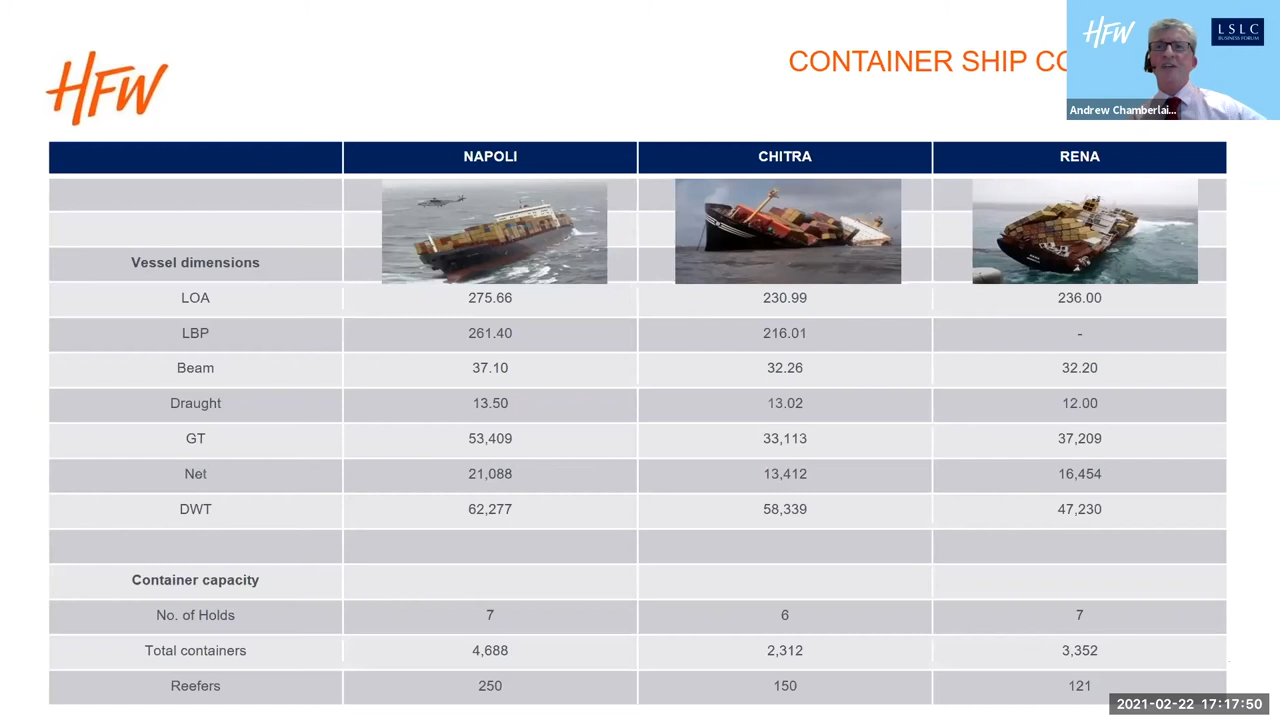 HFW
CONTAINER SHIP CO
HFW
LSLC
BUSINESS FORUM
Andrew Chamberlai...
NAPOLI CHITRA RENA
Vessel dimensions
LOA 275.66 230.99 236.00
LBP 261.40 216.01 -
Beam 37.10 32.26 32.20
Draught 13.50 13.02 12.00
GT 53,409 33,113 37,209
Net 21,088 13,412 16,454
DWT 62,277 58,339 47,230
Container capacity
No. of Holds 7 6 7
Total containers 4,688 2,312 3,352
Reefers 250 150 121
2021-02-22 17:17:50